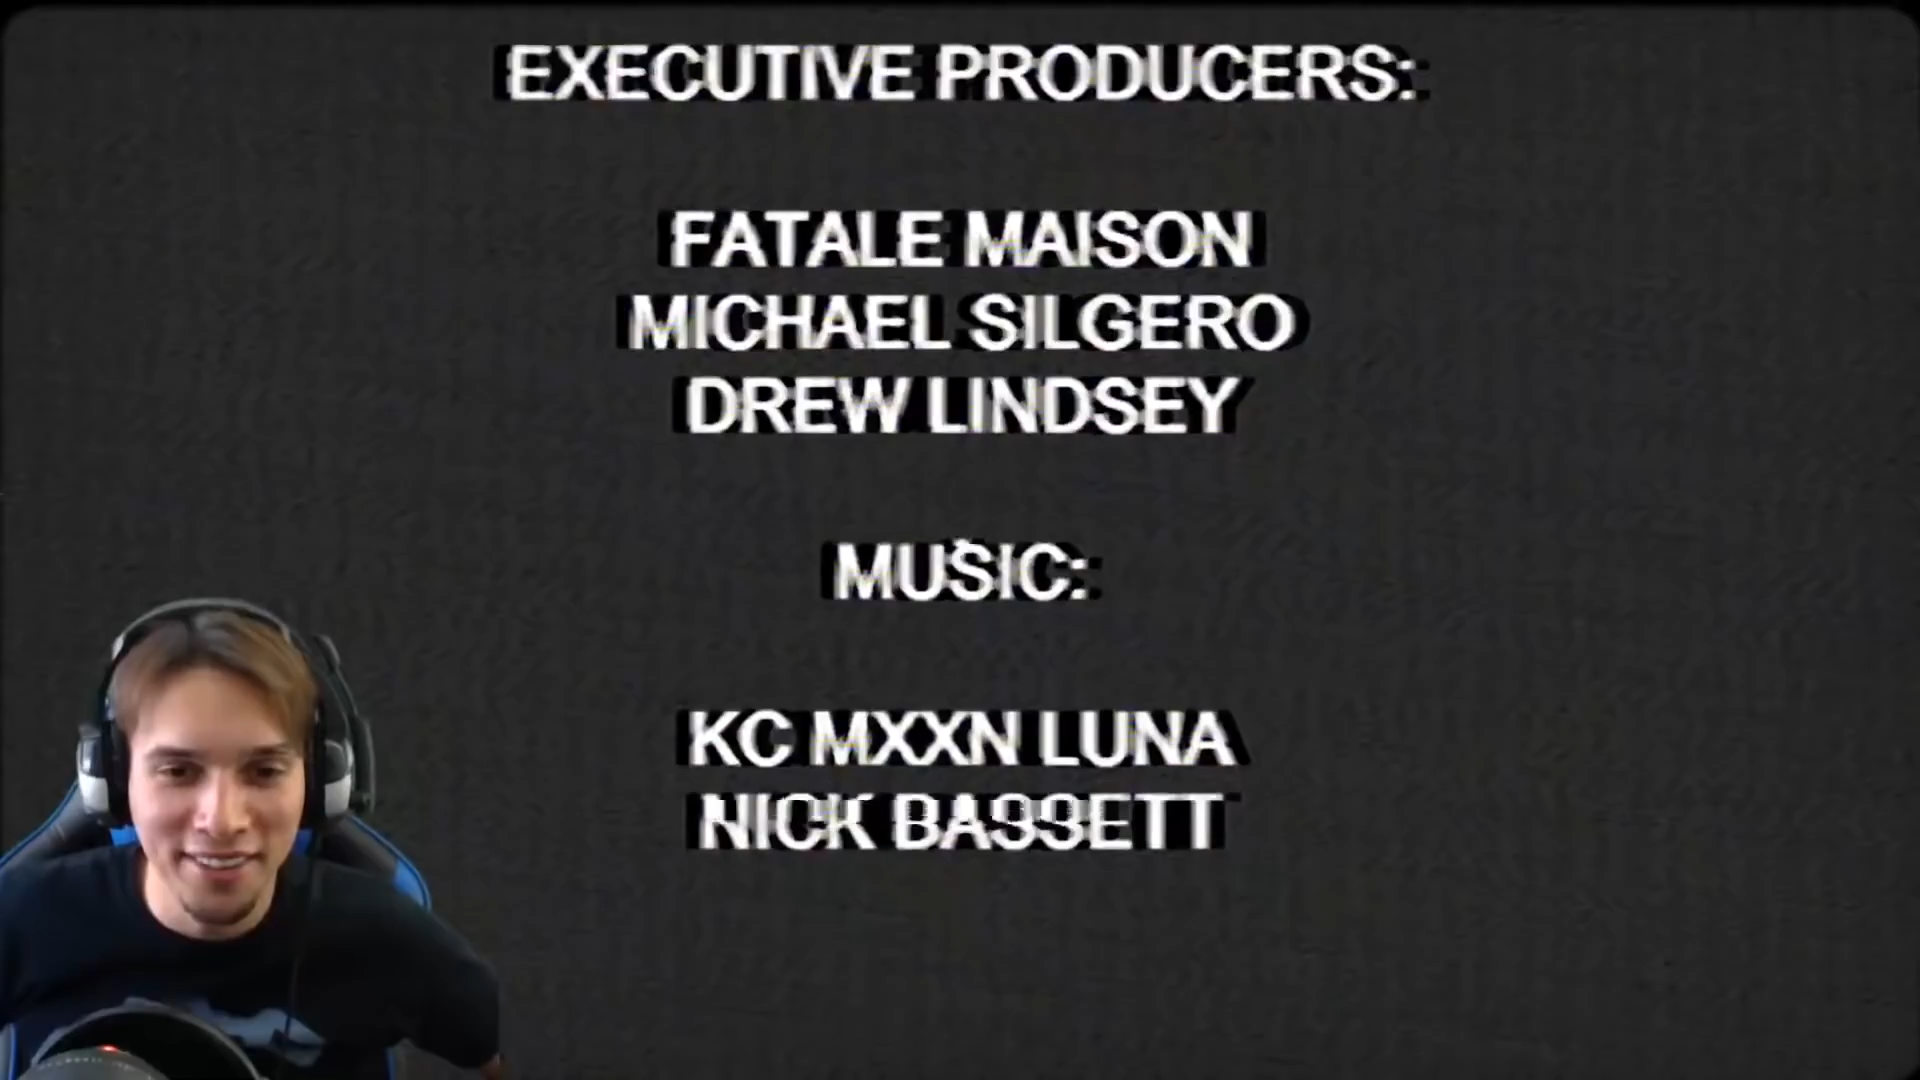 EXECUTIVE PRODUCERS:
FATALE MAISON
MICHAEL SILGERO
DREW LINDSEY
MUSIC:
KC MXXN LUNA
NICK BASSETT